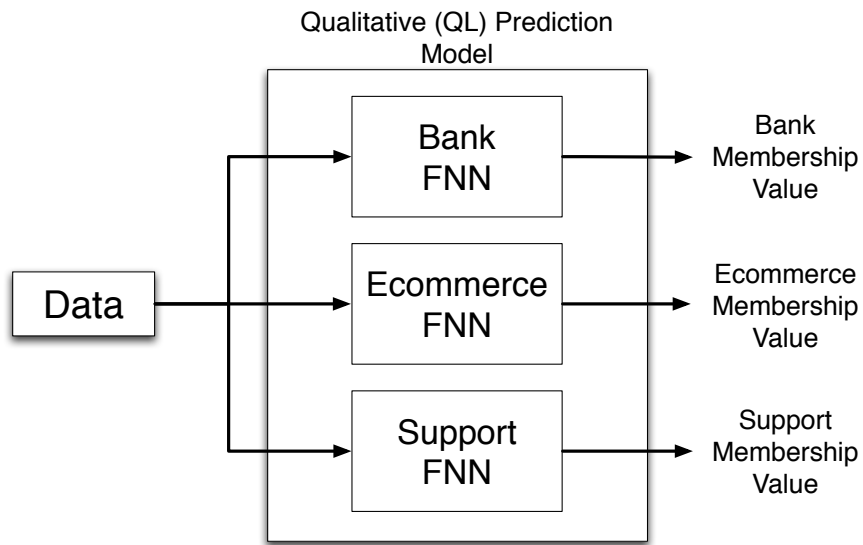 Qualitative (QL) Prediction
Model
Bank
FNN
Bank
Membership
Value
Data
Ecommerce
FNN
Ecommerce
Membership
Value
Support
FNN
Support
Membership
Value